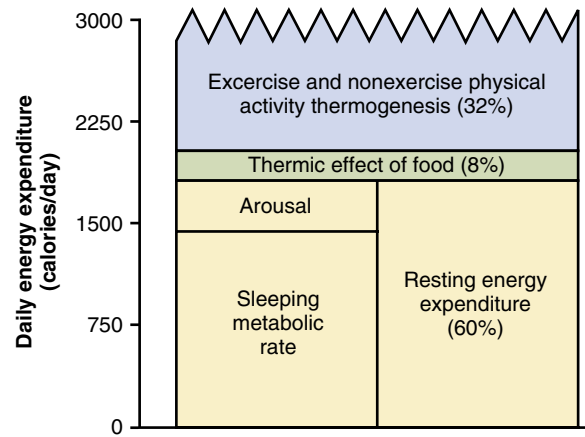 Daily energy expenditure
(calories/day)
3000
2250
1500
750
0
Excercise and nonexercise physical
activity thermogenesis (32%)
Thermic effect of food (8%)
Arousal
Sleeping
metabolic
rate
Resting energy
expenditure
(60%)